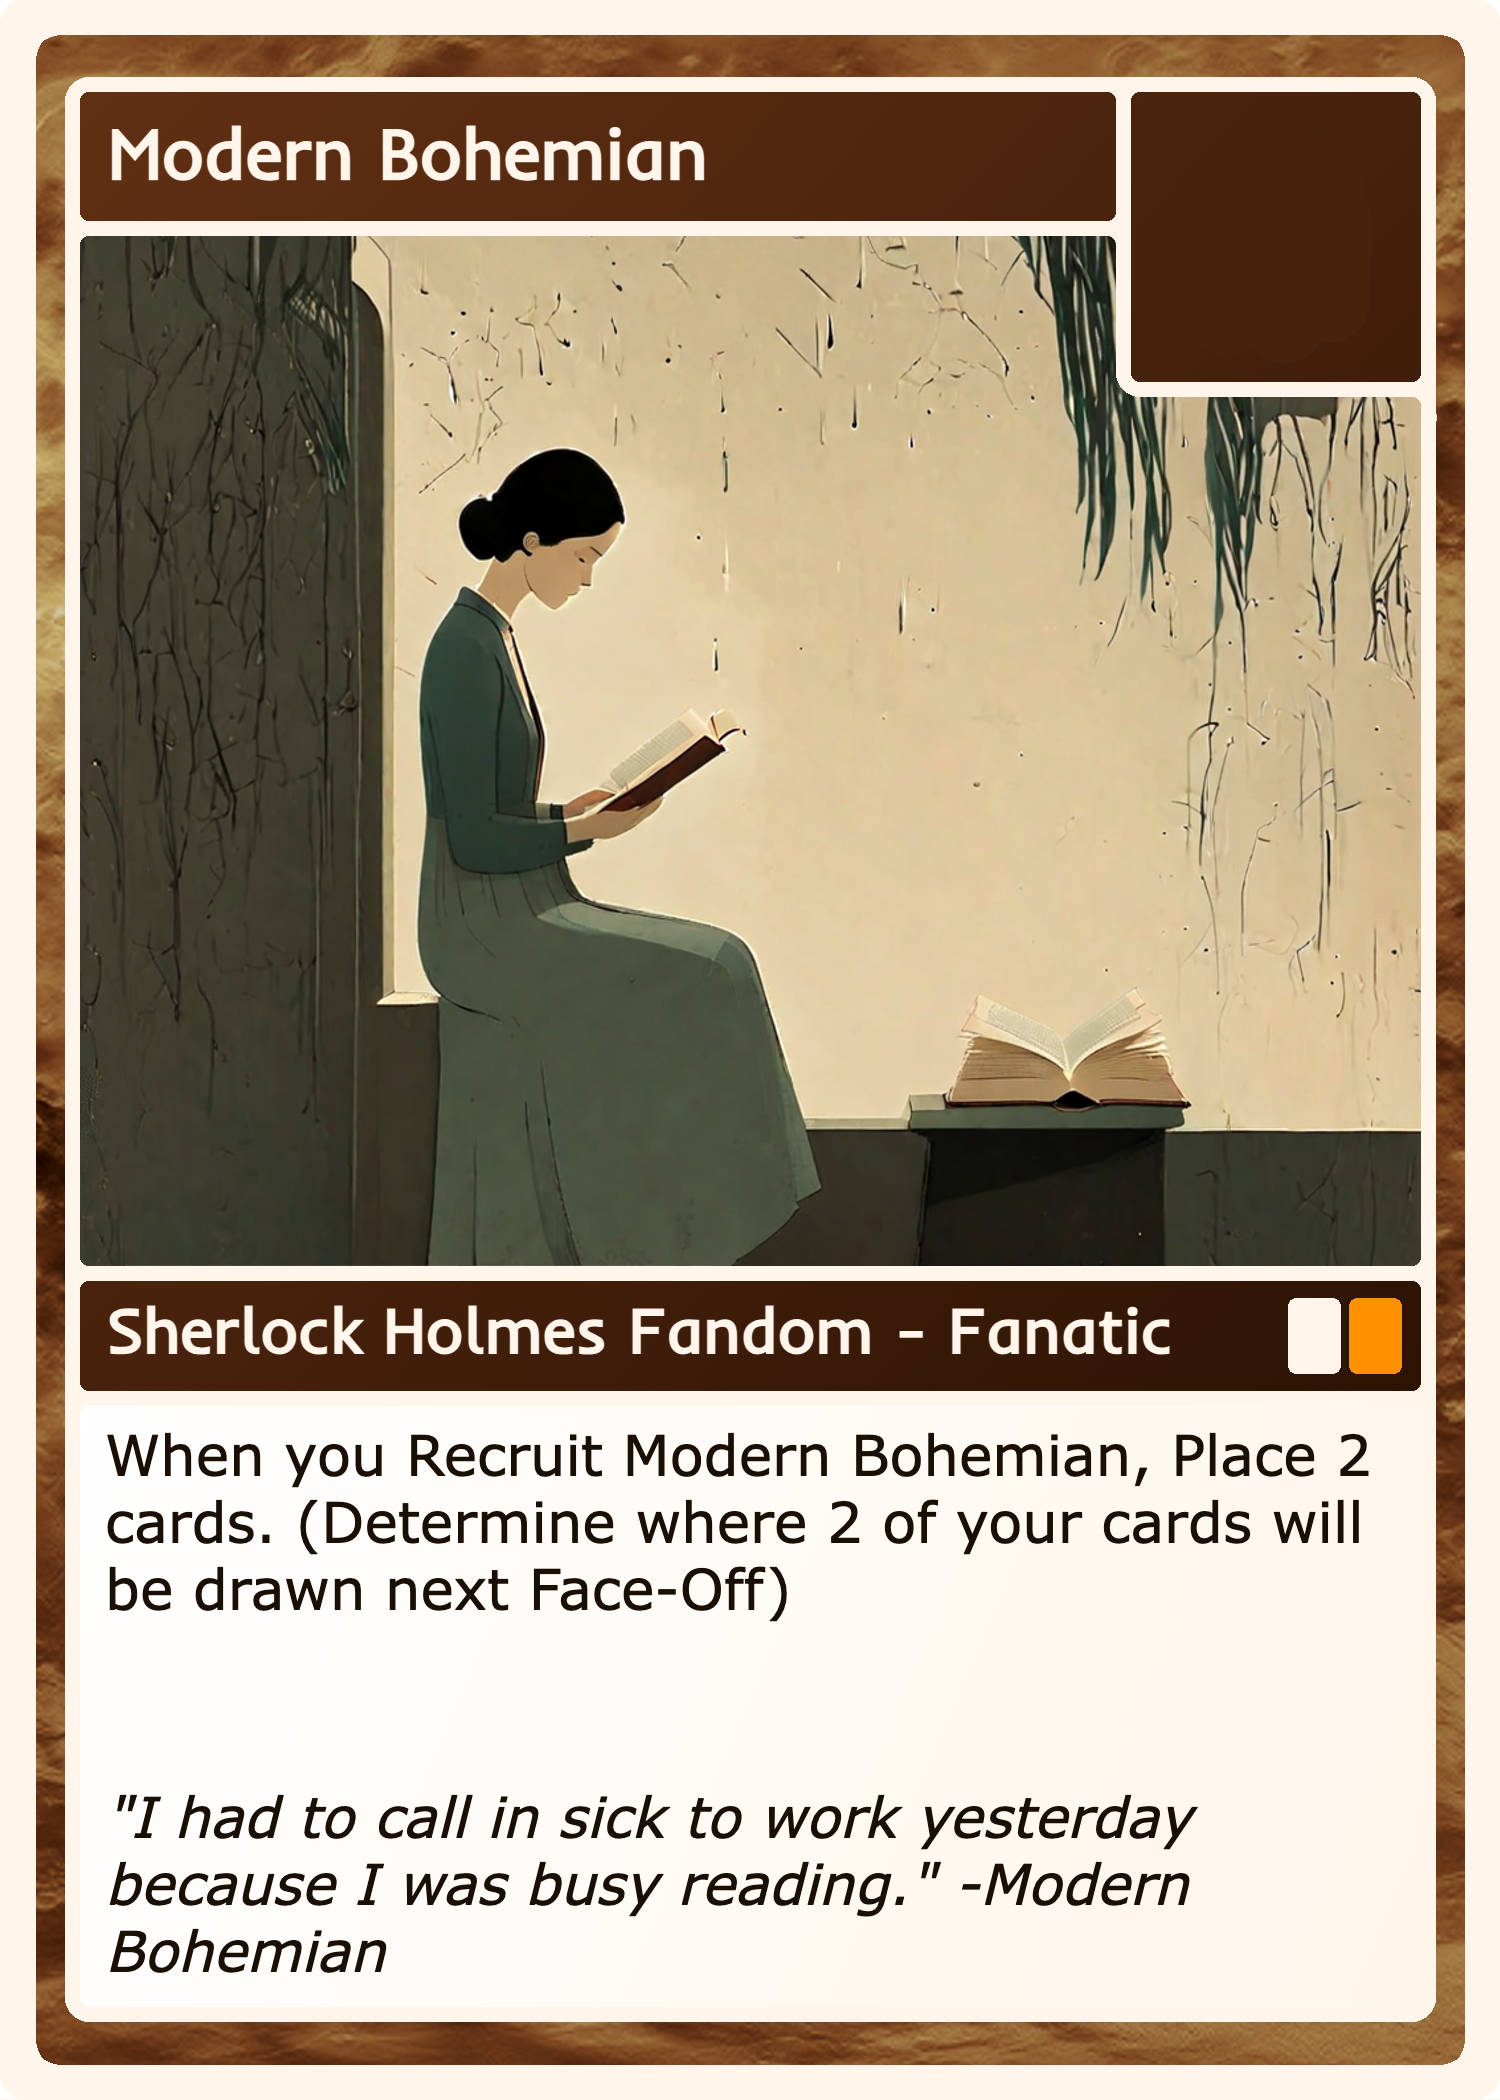 Modern Bohemian
Sherlock Holmes Fandom - Fanatic
When you Recruit Modern Bohemian, Place 2
cards. (Determine where 2 of your cards will
be drawn next Face-Off)
"I had to call in sick to work yesterday
because I was busy reading." -Modern
Bohemian